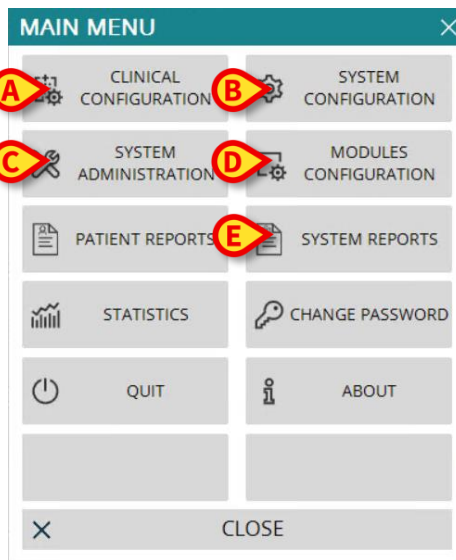 MAIN MENU
A
CLINICAL
CONFIGURATION
B
SYSTEM
CONFIGURATION
C
SYSTEM
ADMINISTRATION
D
MODULES
CONFIGURATION
PATIENT REPORTS
E
SYSTEM REPORTS
STATISTICS
CHANGE PASSWORD
QUIT
ABOUT
CLOSE